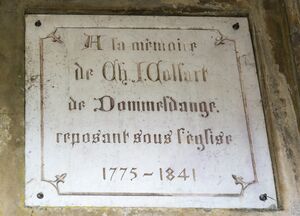 A la mémoire
de Ch. J. Collart
de Dommeldange.
reposant sous l'église
1775 - 1841